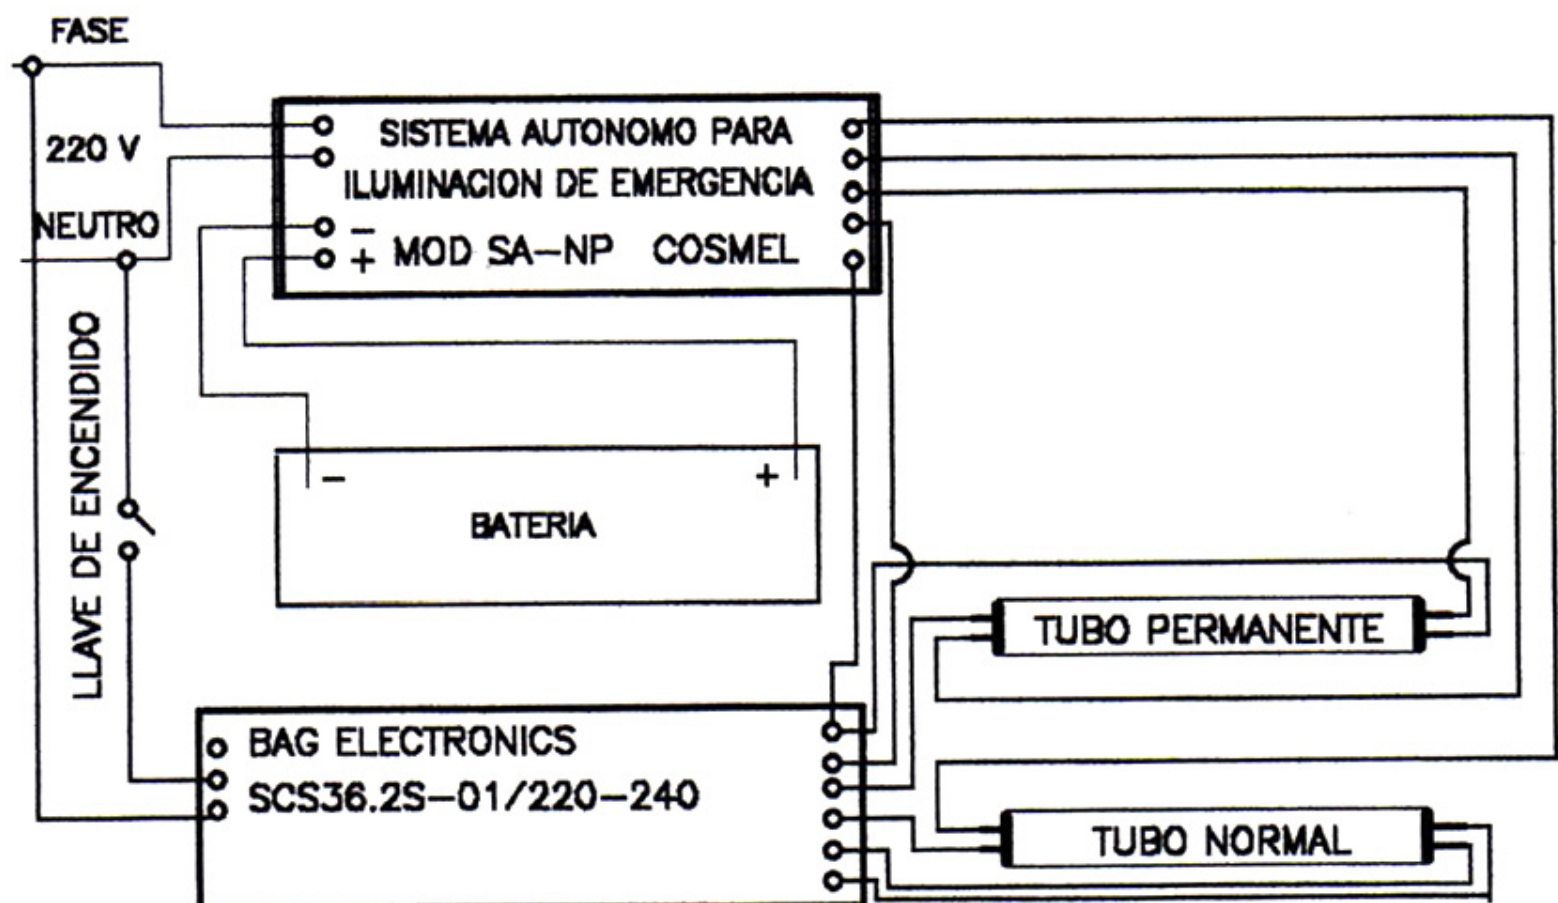 FASE
220 V
NEUTRO
LLAVE DE ENCENDIDO
SISTEMA AUTONOMO PARA
ILUMINACION DE EMERGENCIA
-
+ MOD SA-NP COSMEL
- +
BATERIA
TUBO PERMANENTE
BAG ELECTRONICS
SCS36.2S-01/220-240
TUBO NORMAL